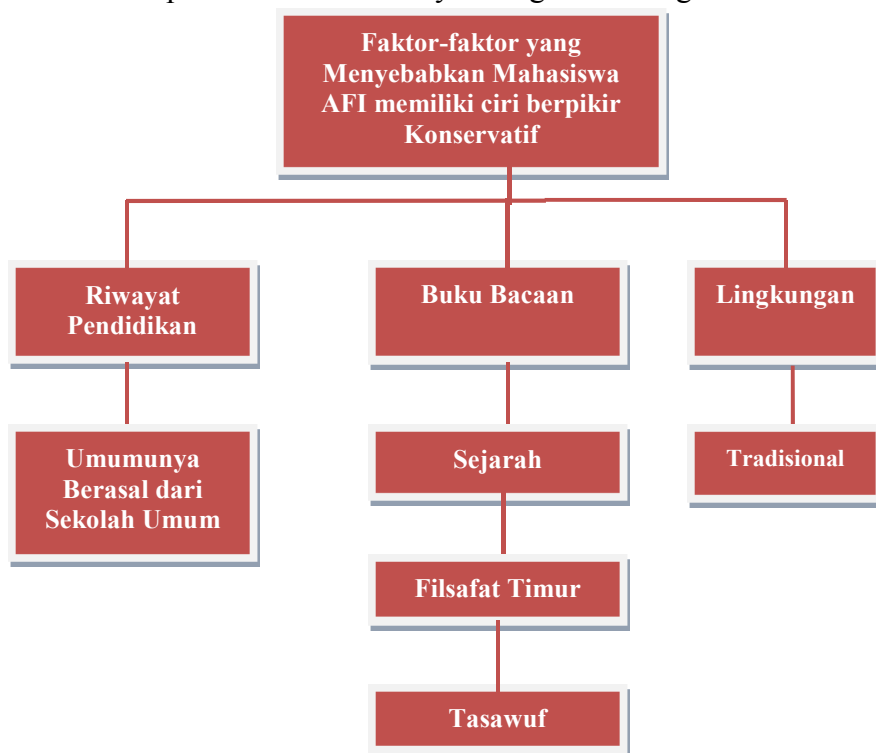 Faktor-faktor yang
Menyebabkan Mahasiswa
AFI memiliki ciri berpikir
Konservatif
Riwayat
Pendidikan
Buku Bacaan
Lingkungan
Umumunya
Berasal dari
Sekolah Umum
Sejarah
Tradisional
Filsafat Timur
Tasawuf